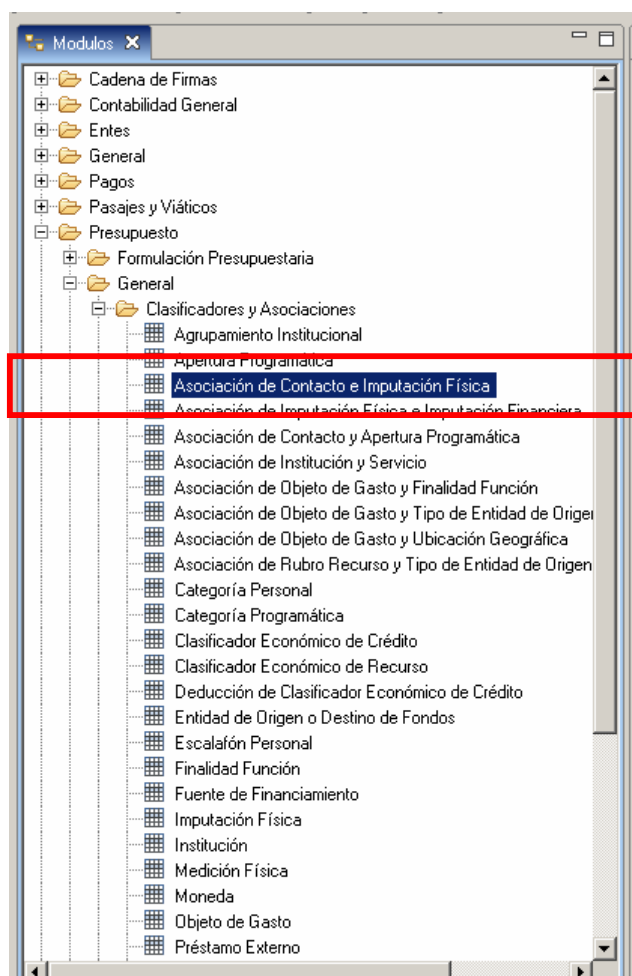 Modulos
Cadena de Firmas
Contabilidad General
Entes
General
Pagos
Pasajes y Viáticos
Presupuesto
Formulación Presupuestaria
General
Clasificadores y Asociaciones
Agrupamiento Institucional
Apertura Programática
Asociación de Contacto e Imputación Física
Asociación de Imputación Física e Imputación Financiera
Asociación de Contacto y Apertura Programática
Asociación de Institución y Servicio
Asociación de Objeto de Gasto y Finalidad Función
Asociación de Objeto de Gasto y Tipo de Entidad de Orige
Asociación de Objeto de Gasto y Ubicación Geográfica
Asociación de Rubro Recurso y Tipo de Entidad de Origen
Categoría Personal
Categoría Programática
Clasificador Económico de Crédito
Clasificador Económico de Recurso
Deducción de Clasificador Económico de Crédito
Entidad de Origen o Destino de Fondos
Escalafón Personal
Finalidad Función
Fuente de Financiamiento
Imputación Física
Institución
Medición Física
Moneda
Objeto de Gasto
Préstamo Externo